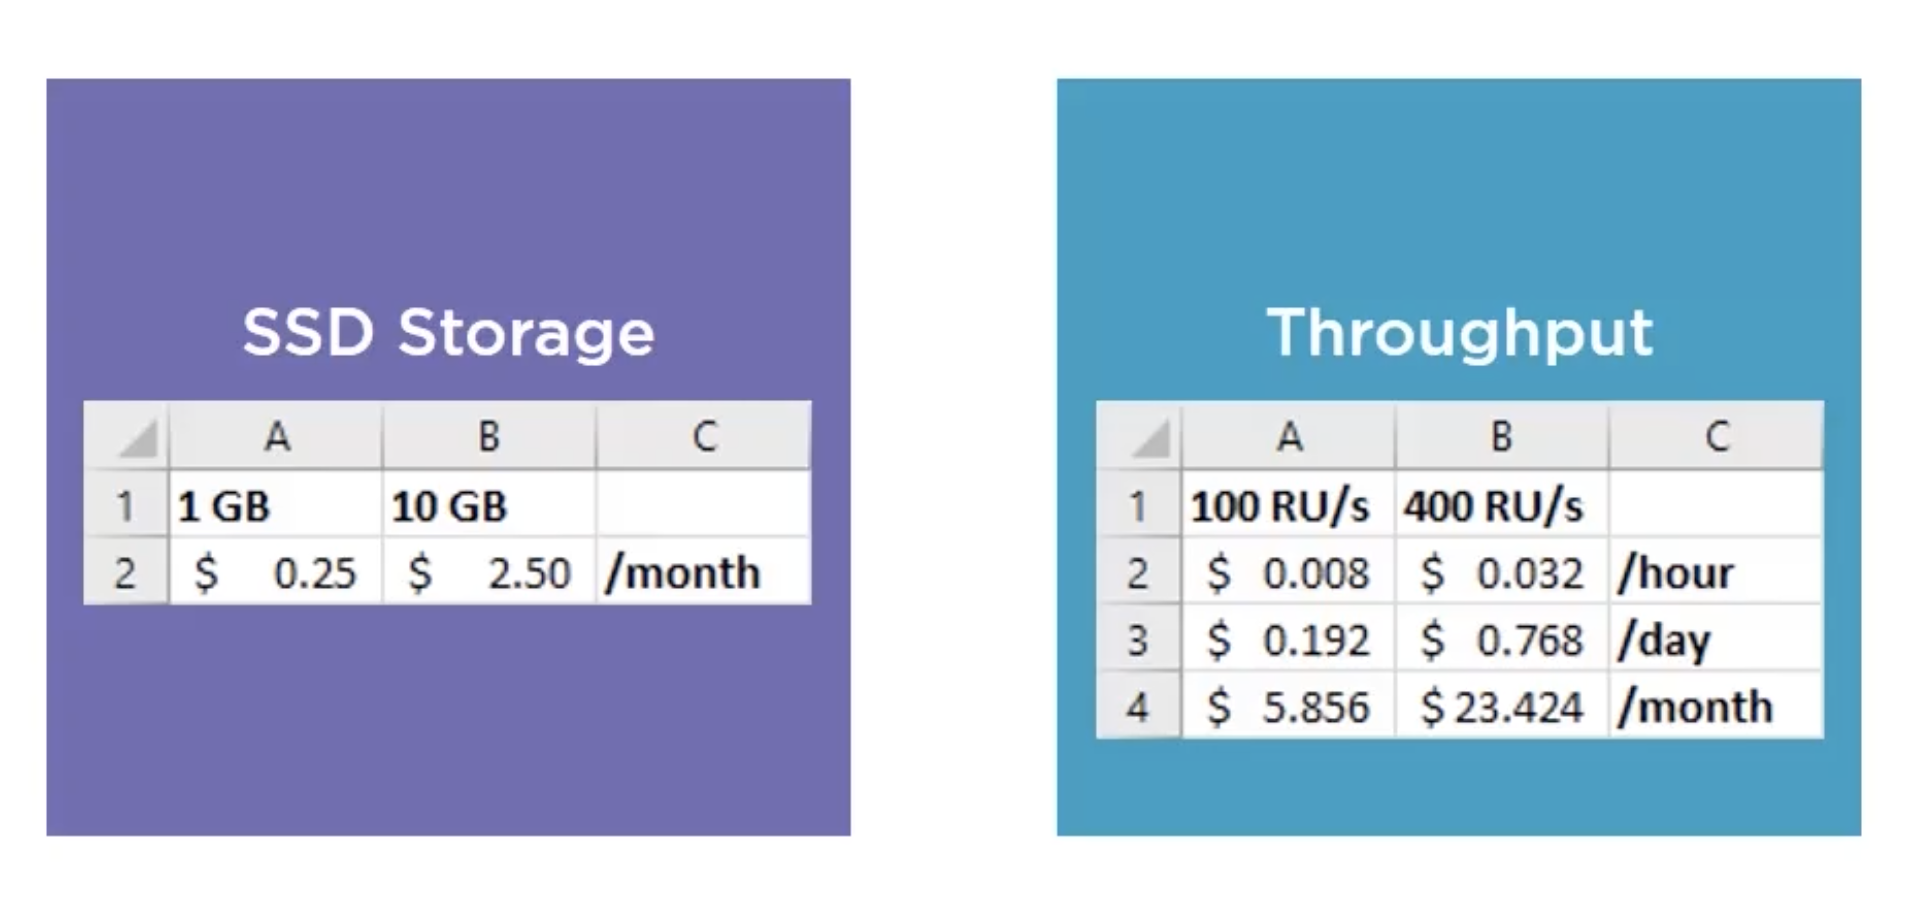 SSD Storage
A B C
1 1 GB 10 GB
2 $ 0.25 $ 2.50 /month
Throughput
A B C
1 100 RU/s 400 RU/s
2 $ 0.008 $ 0.032 /hour
3 $ 0.192 $ 0.768 /day
4 $ 5.856 $ 23.424 /month